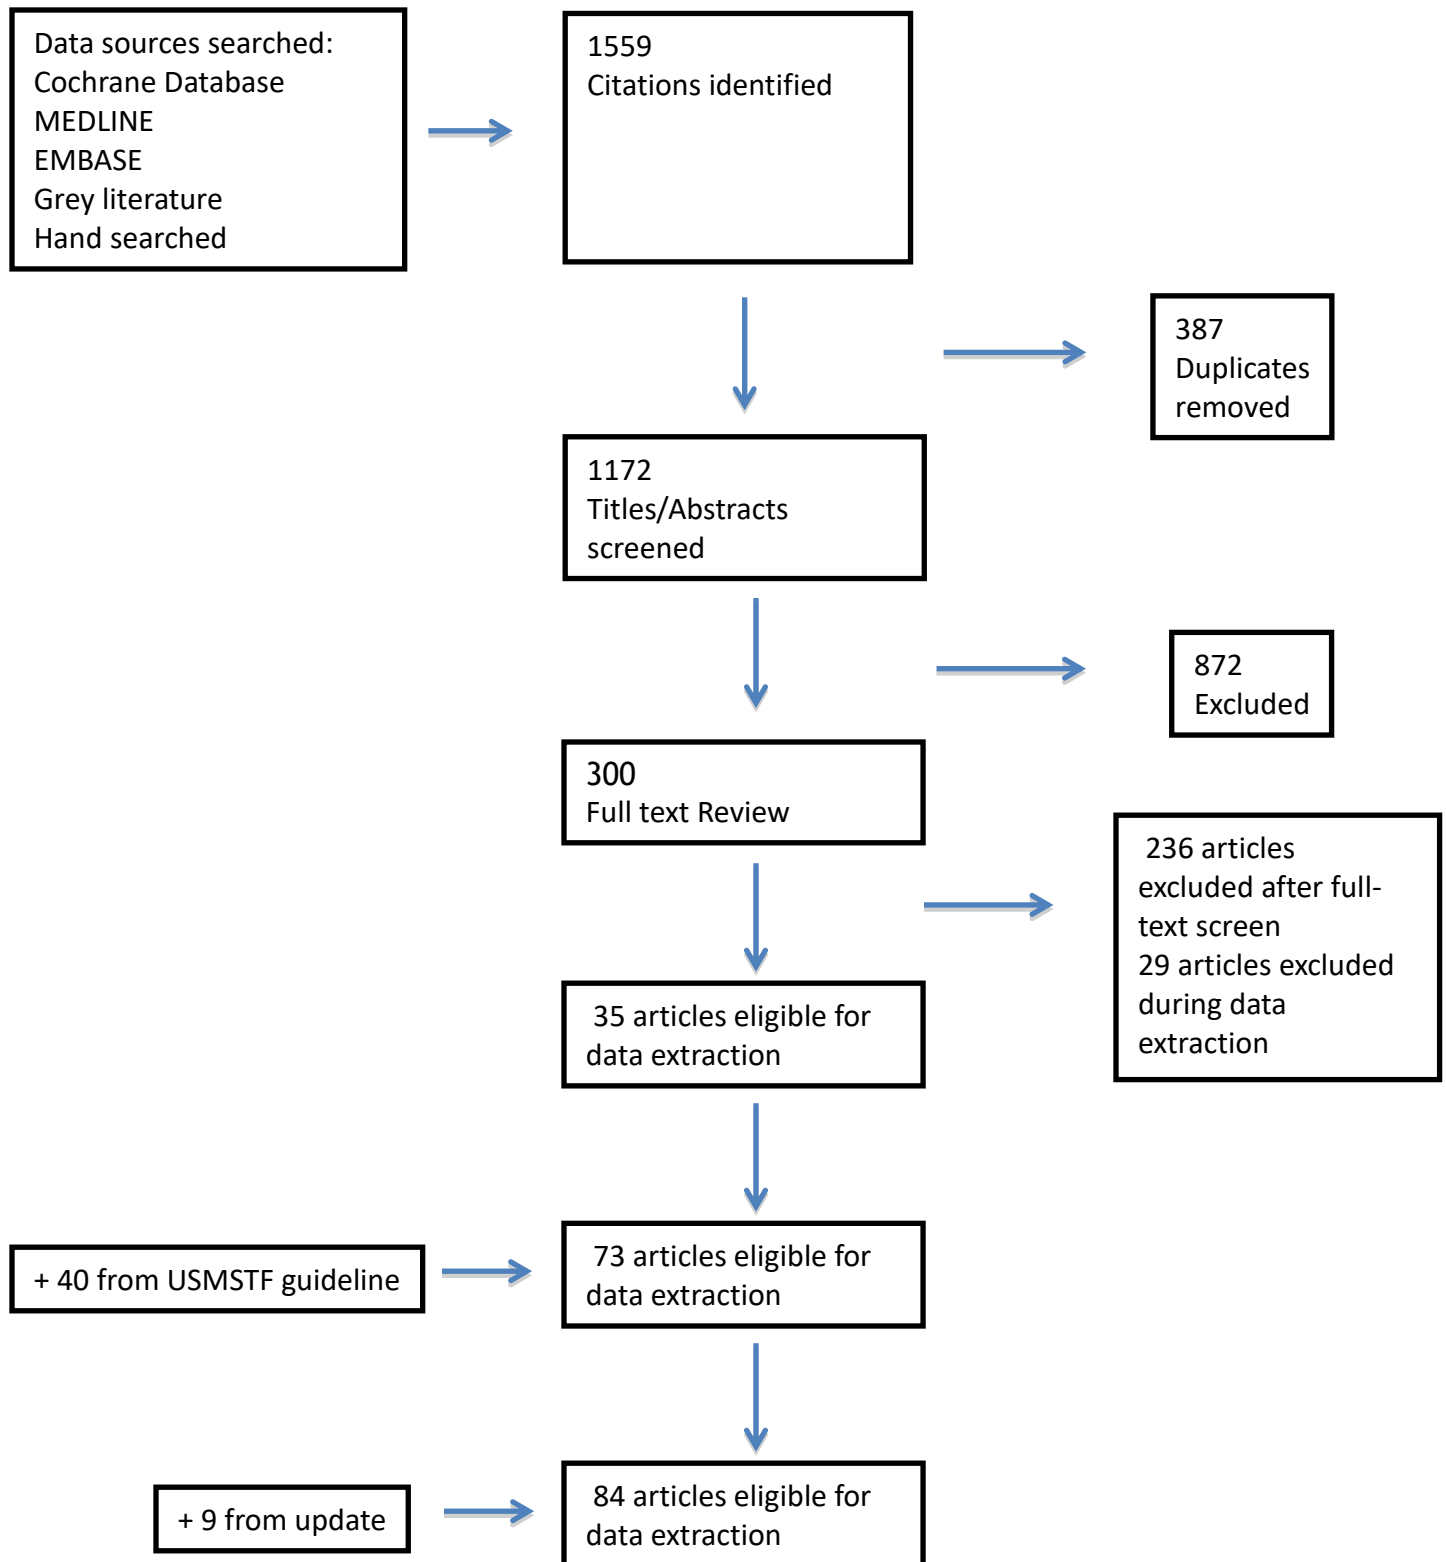 Data sources searched:
Cochrane Database
MEDLINE
EMBASE
Grey literature
Hand searched
1559
Citations identified
387
Duplicates
removed
1172
Titles/Abstracts
screened
872
Excluded
300
Full text Review
236 articles
excluded after full-
text screen
29 articles excluded
during data
extraction
35 articles eligible for
data extraction
+ 40 from USMSTF guideline
73 articles eligible for
data extraction
+ 9 from update
84 articles eligible for
data extraction